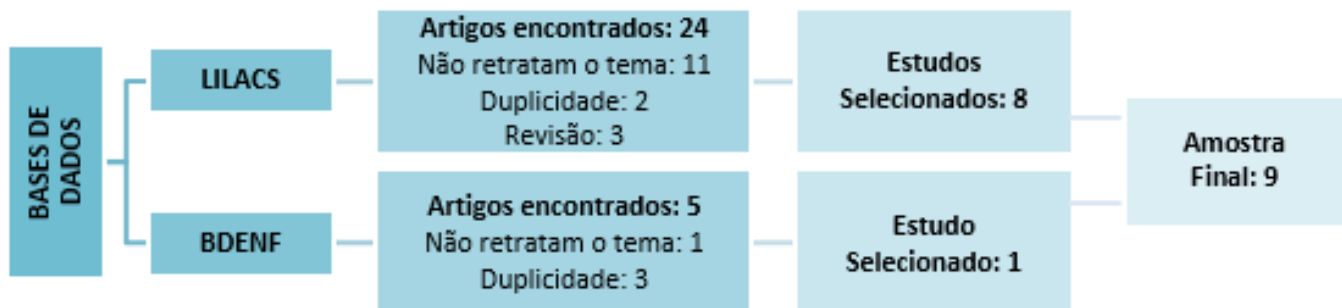 BASES DE
DADOS
LILACS
Artigos encontrados: 24
Não retratam o tema: 11
Duplicidade: 2
Revisão: 3
Estudos
Selecionados: 8
BDENF
Artigos encontrados: 5
Não retratam o tema: 1
Duplicidade: 3
Estudo
Selecionado: 1
Amostra
Final: 9